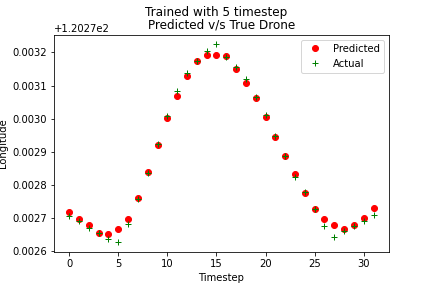 Trained with 5 timestep
Predicted v/s True Drone
+1.2027e2
Predicted
Actual
0.0032
0.0031
0.0030
0.0029
0.0028
0.0027
0.0026
Longitude
0 5 10 15 20 25 30
Timestep